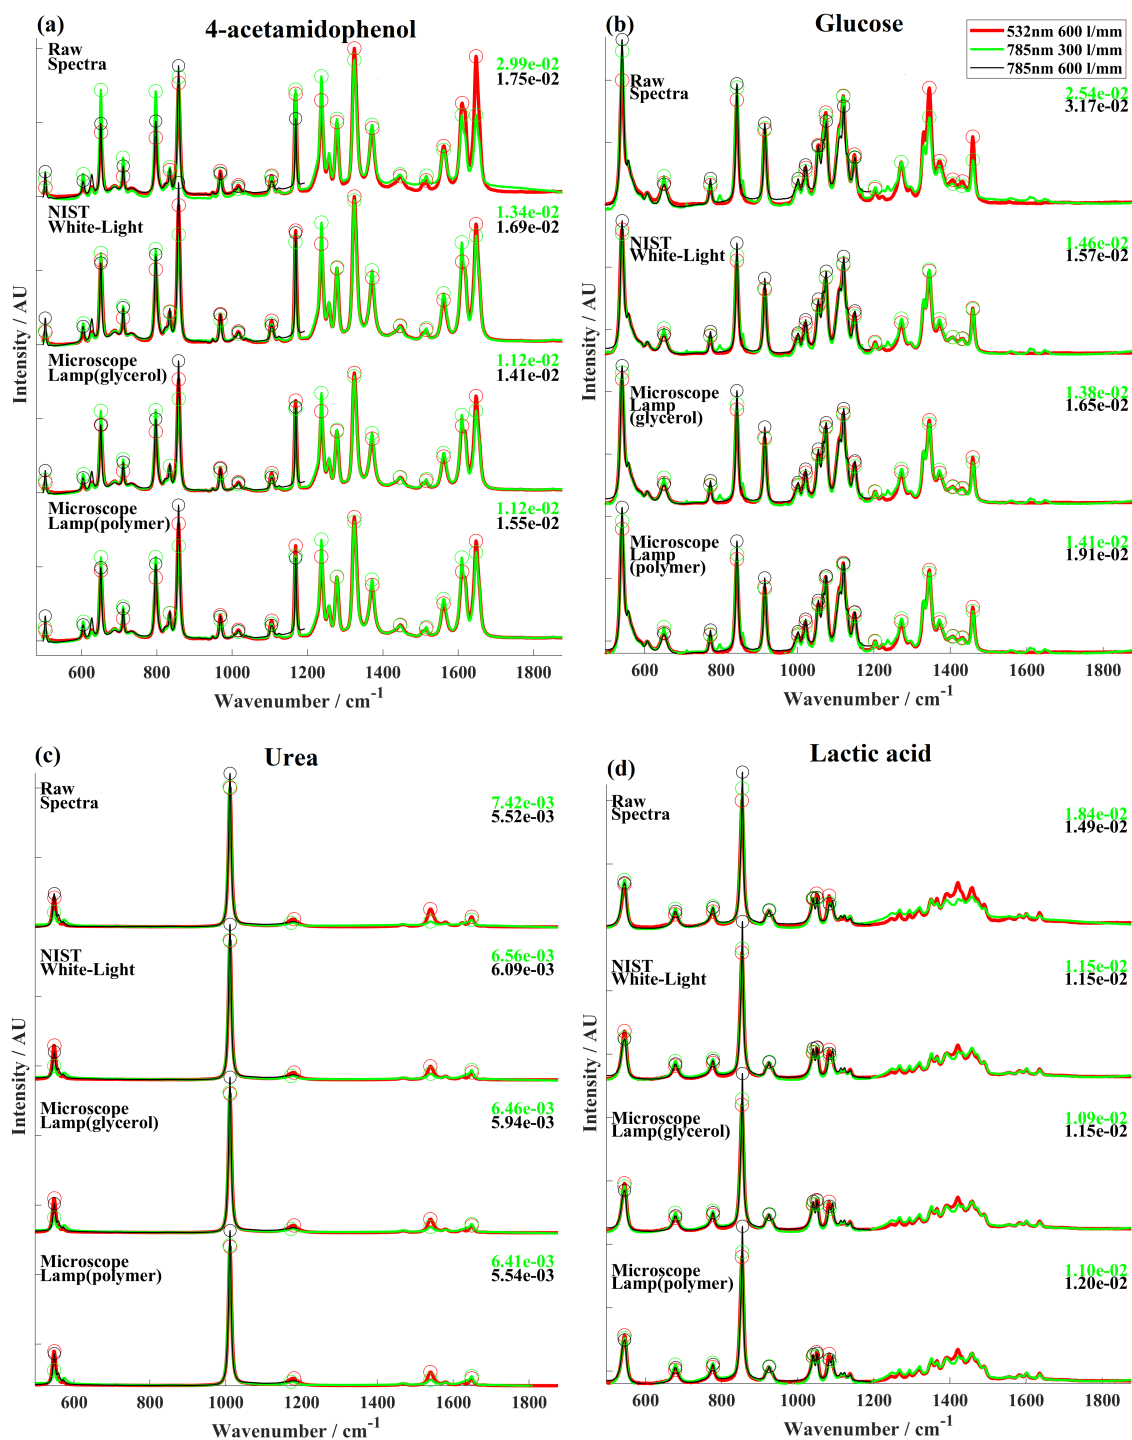 (a)
4-acetamidophenol
Raw
Spectra
2.99e-02
1.75e-02
NIST
White-Light
1.34e-02
1.69e-02
Microscope
Lamp(glycerol)
1.12e-02
1.41e-02
Microscope
Lamp(polymer)
1.12e-02
1.55e-02
Intensity / AU
600 800 1000 1200 1400 1600 1800
Wavenumber / cm-1
(b)
Glucose
532nm 600 l/mm
785nm 300 l/mm
785nm 600 l/mm
Raw
Spectra
2.54e-02
3.17e-02
NIST
White-Light
1.46e-02
1.57e-02
Microscope
Lamp
(glycerol)
1.38e-02
1.65e-02
Microscope
Lamp
(polymer)
1.41e-02
1.91e-02
Intensity / AU
600 800 1000 1200 1400 1600 1800
Wavenumber / cm-1
(c)
Urea
Raw
Spectra
7.42e-03
5.52e-03
NIST
White-Light
6.56e-03
6.09e-03
Microscope
Lamp(glycerol)
6.46e-03
5.94e-03
Microscope
Lamp(polymer)
6.41e-03
5.54e-03
Intensity / AU
600 800 1000 1200 1400 1600 1800
Wavenumber / cm-1
(d)
Lactic acid
Raw
Spectra
1.84e-02
1.49e-02
NIST
White-Light
1.15e-02
1.15e-02
Microscope
Lamp(glycerol)
1.09e-02
1.15e-02
Microscope
Lamp(polymer)
1.10e-02
1.20e-02
Intensity / AU
600 800 1000 1200 1400 1600 1800
Wavenumber / cm-1